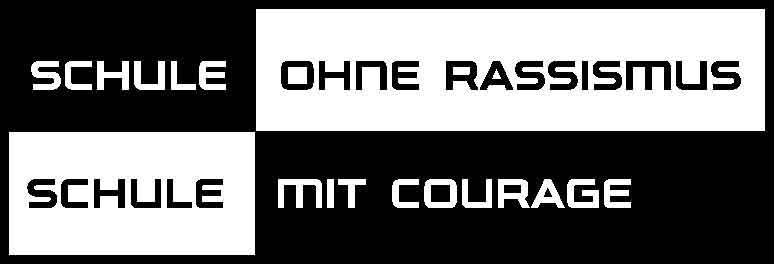 SCHULE OHNE RASSISMUS
SCHULE MIT COURAGE